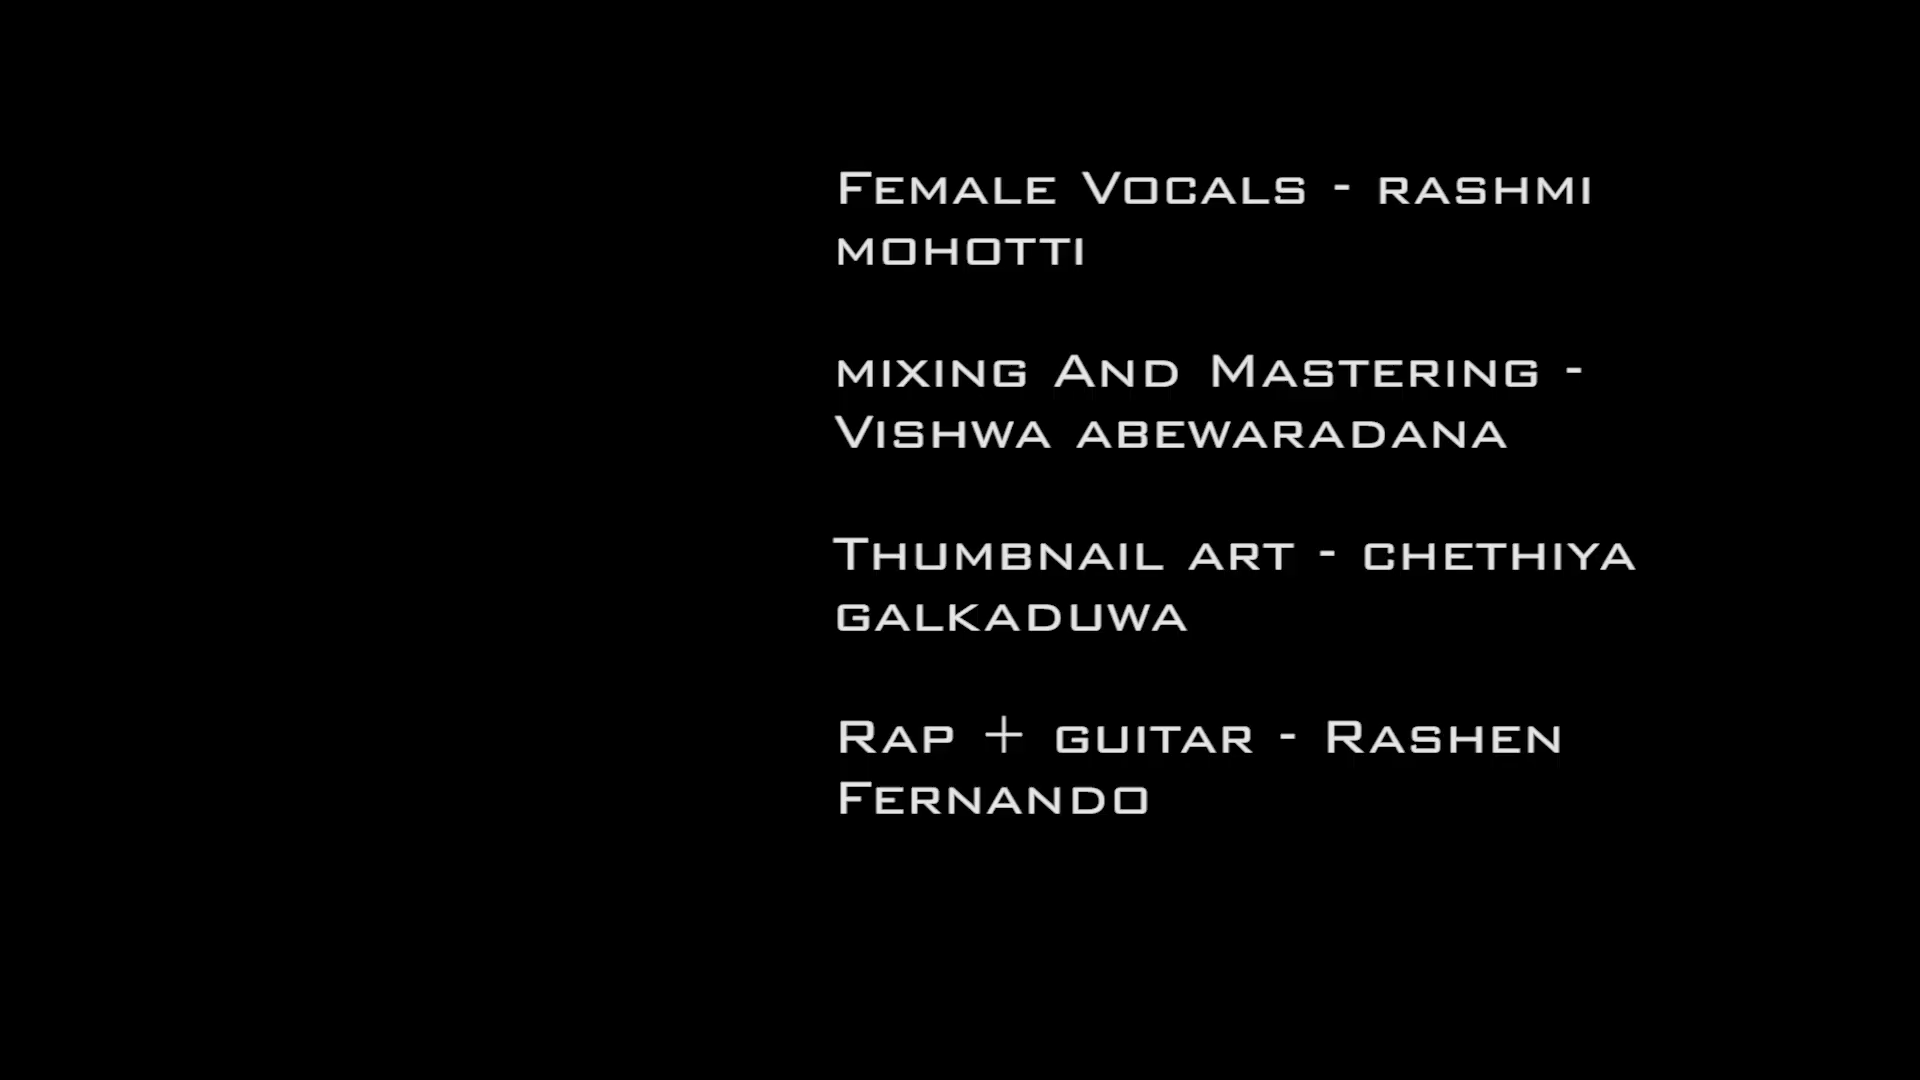 Female Vocals - rashmi
mohotti
mixing And Mastering -
Vishwa abewaradana
Thumbnail art - chethiya
galkaduwa
Rap + guitar - Rashen
Fernando